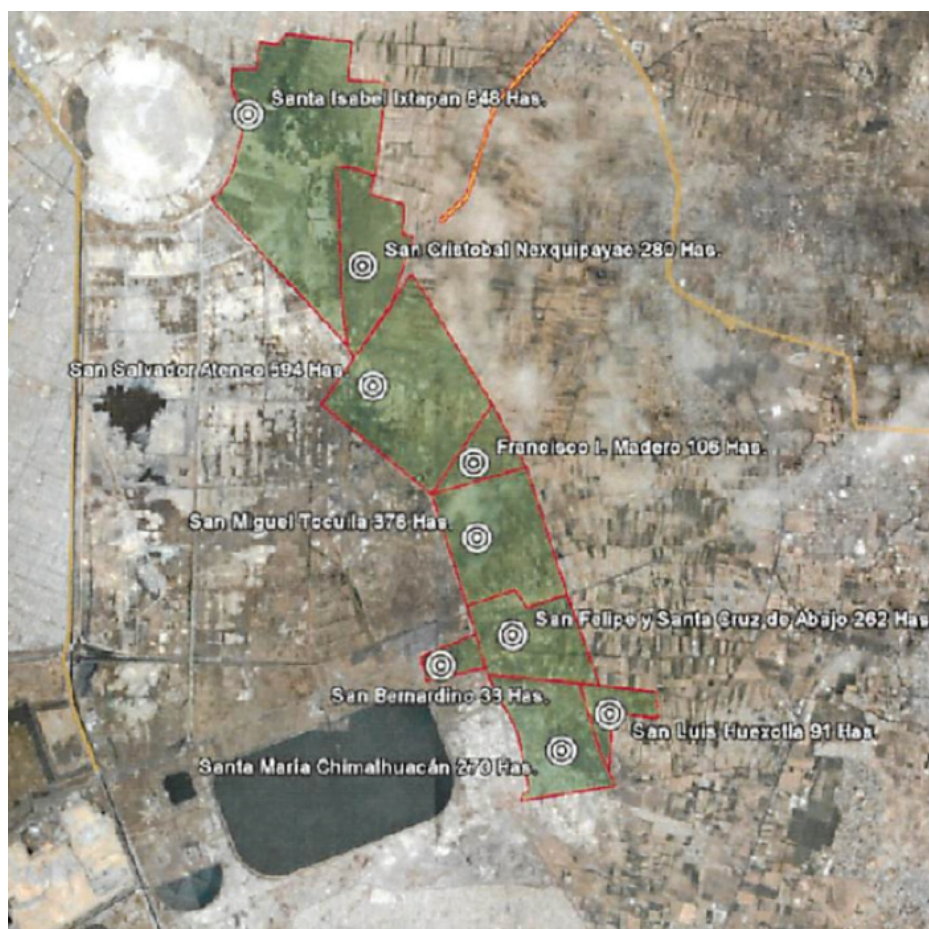 Santa Isabel Ixtapan 848 Has.
San Cristobal Nexquipayac 280 Has.
San Salvador Atenco 594 Has.
Francisco I. Madero 106 Has.
San Miguel Tocuila 376 Has.
San Felipe y Santa Cruz de Abajo 262 Has
San Bernardino 33 Has.
San Luis Huexotla 91 Has.
Santa María Chimalhuacán 270 Has.